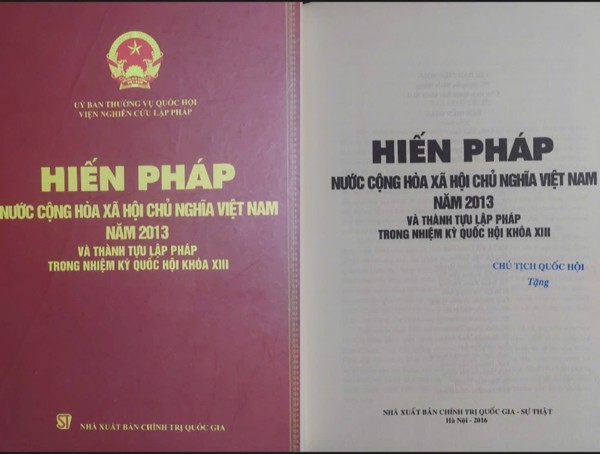 UỶ BAN THƯỜNG VỤ QUỐC HỘI
VIỆN NGHIÊN CỨU LẬP PHÁP
HIẾN PHÁP
NƯỚC CỘNG HÒA XÃ HỘI CHỦ NGHĨA VIỆT NAM
NĂM 2013
VÀ THÀNH TỰU LẬP PHÁP
TRONG NHIỆM KỲ QUỐC HỘI KHÓA XIII
ST
NHÀ XUẤT BẢN CHÍNH TRỊ QUỐC GIA
HIẾN PHÁP
NƯỚC CỘNG HÒA XÃ HỘI CHỦ NGHĨA VIỆT NAM
NĂM 2013
VÀ THÀNH TỰU LẬP PHÁP
TRONG NHIỆM KỲ QUỐC HỘI KHÓA XIII
CHỦ TỊCH QUỐC HỘI
Tặng
NHÀ XUẤT BẢN CHÍNH TRỊ QUỐC GIA - SỰ THẬT
Hà Nội - 2016